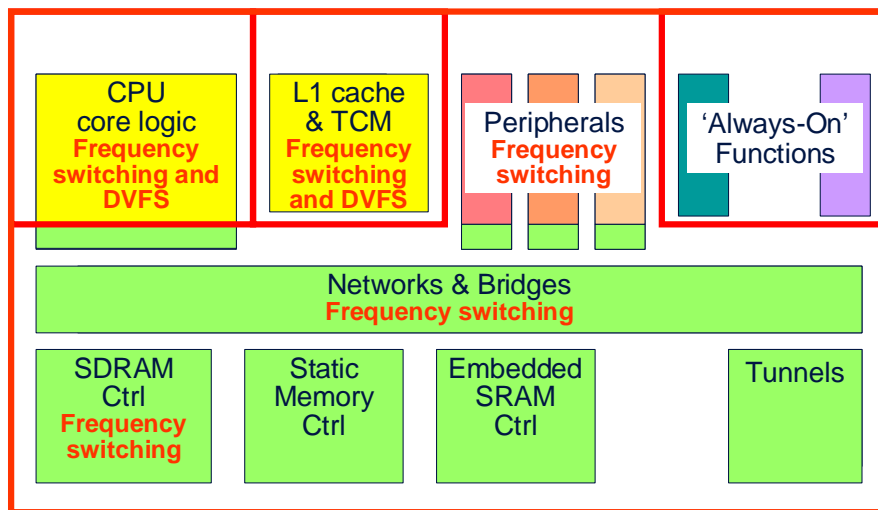 CPU
core logic
Frequency
switching and
DVFS
L1 cache
& TCM
Frequency
switching
and DVFS
Peripherals
Frequency
switching
‘Always-On’
Functions
Networks & Bridges
Frequency switching
SDRAM
Ctrl
Frequency
switching
Static
Memory
Ctrl
Embedded
SRAM
Ctrl
Tunnels